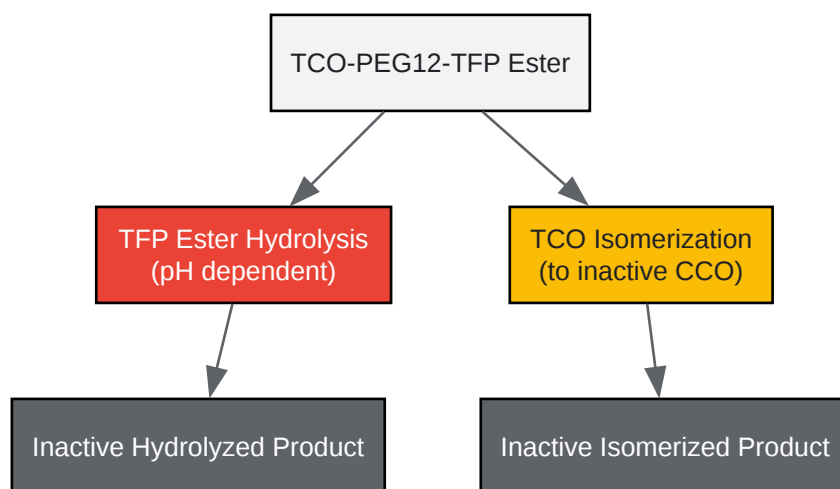 TCO-PEG12-TFP Ester
TFP Ester Hydrolysis
(pH dependent)
TCO Isomerization
(to inactive CCO)
Inactive Hydrolyzed Product
Inactive Isomerized Product